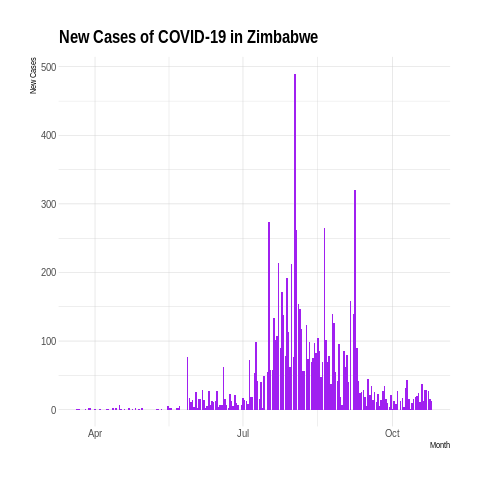 New Cases of COVID-19 in Zimbabwe
New Cases
500
400
300
200
100
0
Apr
Jul
Oct
Month